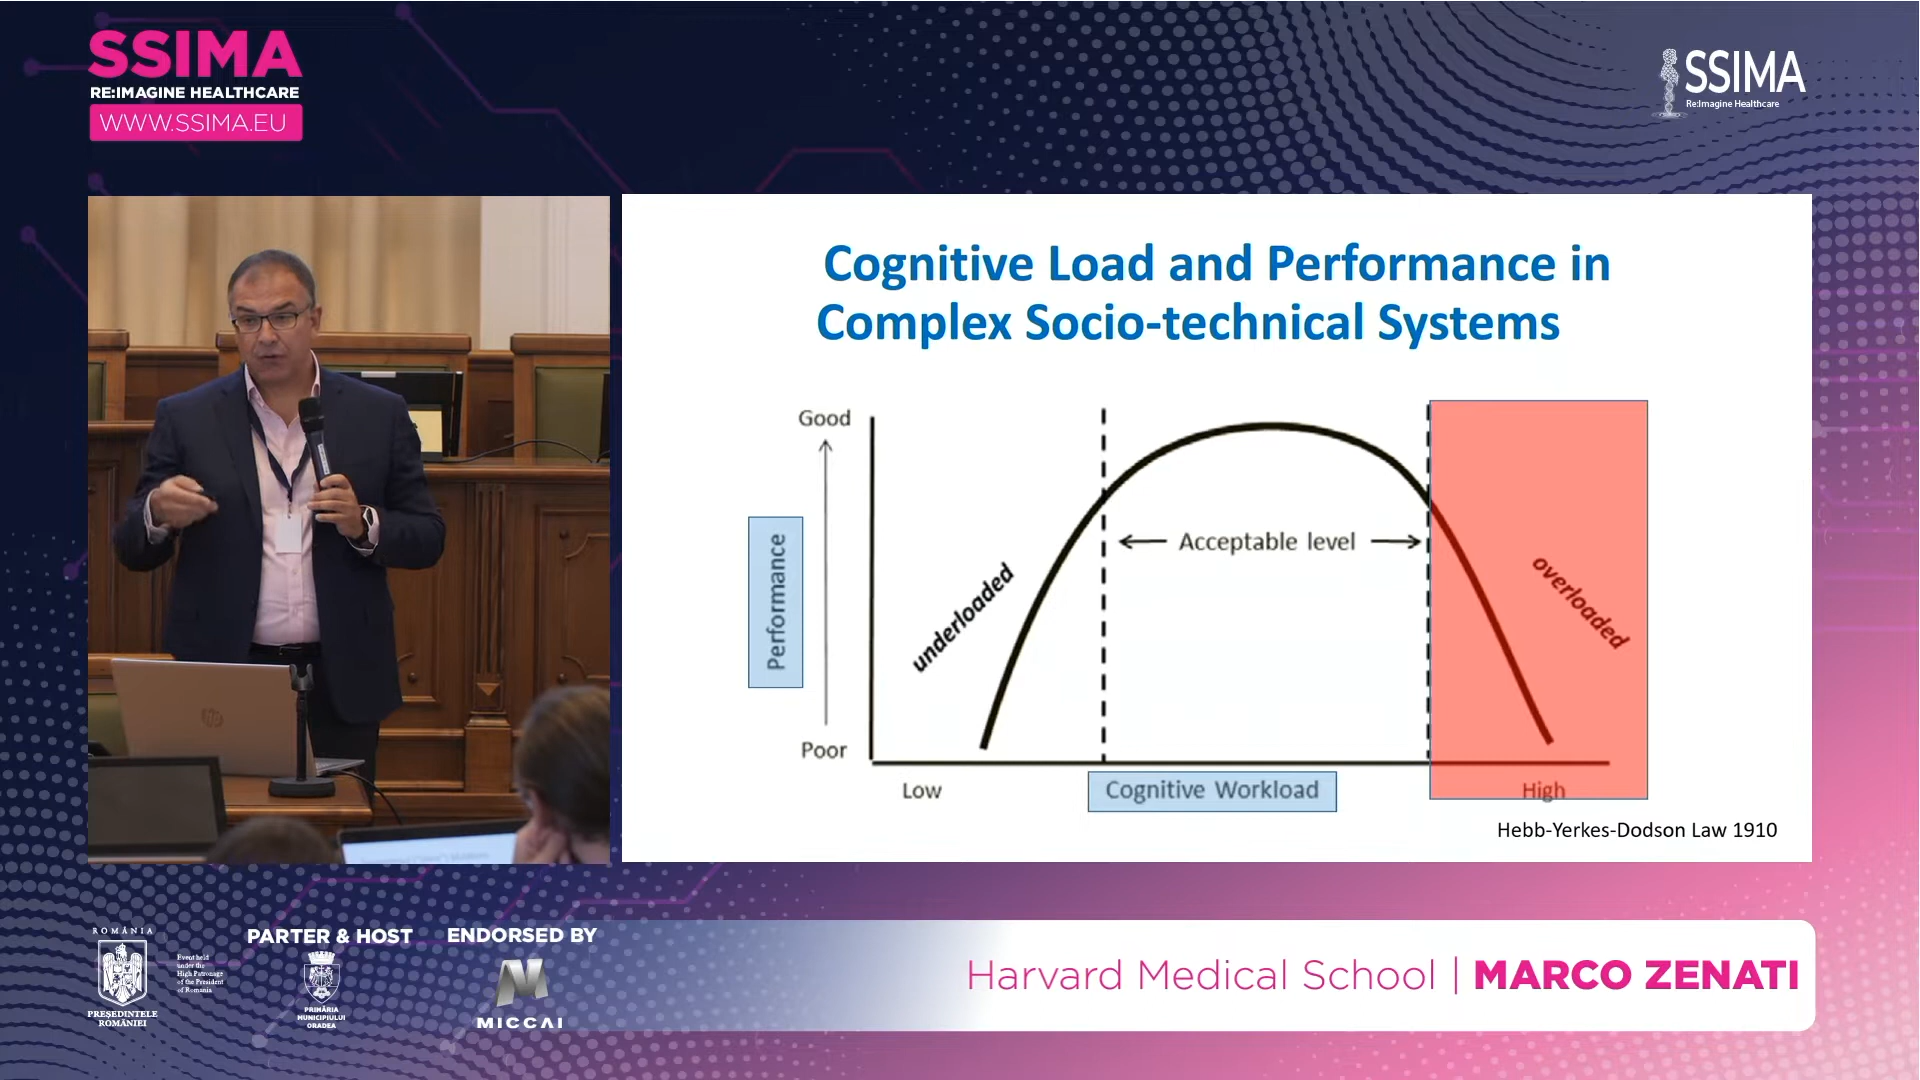 SSIMA
RE:IMAGINE HEALTHCARE
WWW.SSIMA.EU
SSIMA
Re:Imagine Healthcare
Cognitive Load and Performance in
Complex Socio-technical Systems
Good
Performance
Poor
underloaded
Acceptable level
overloaded
Low
Cognitive Workload
High
Hebb-Yerkes-Dodson Law 1910
ROMÂNIA
Event held
under the
High Patronage
of the President
of Romania
PREȘEDINTELE
ROMÂNIEI
PARTER & HOST
PRIMĂRIA
MUNICIPIULUI
ORADEA
ENDORSED BY
MICCAI
Harvard Medical School | MARCO ZENATI